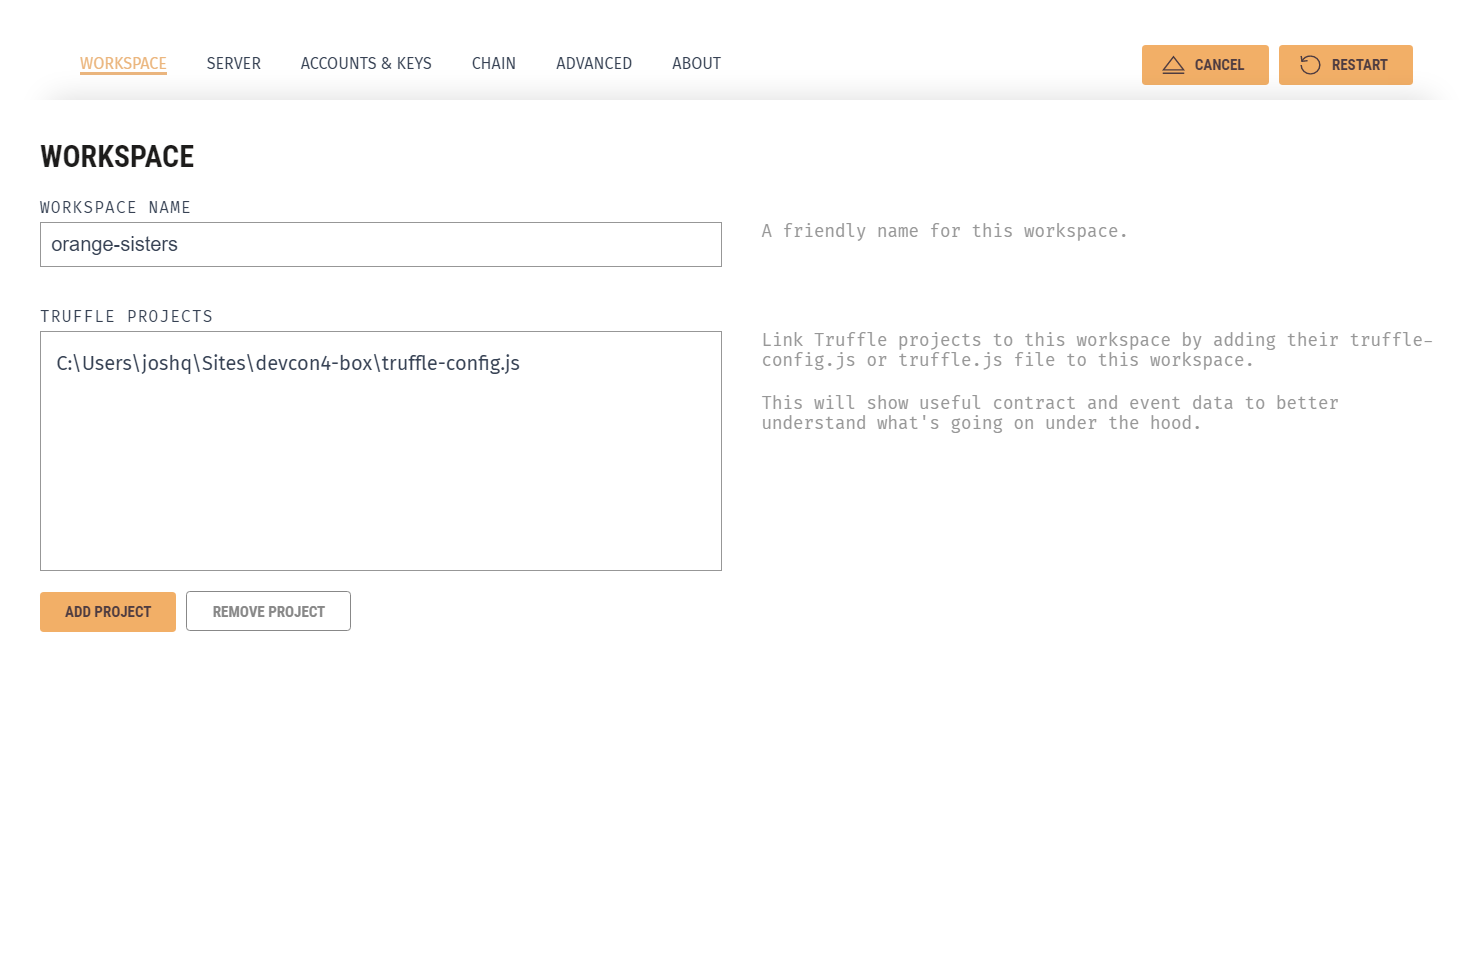 WORKSPACE SERVER ACCOUNTS & KEYS CHAIN ADVANCED ABOUT CANCEL RESTART
WORKSPACE
WORKSPACE NAME
orange-sisters
A friendly name for this workspace.
TRUFFLE PROJECTS
C:\Users\joshq\Sites\devcon4-box\truffle-config.js
Link Truffle projects to this workspace by adding their truffle-
config.js or truffle.js file to this workspace.
This will show useful contract and event data to better
understand what's going on under the hood.
ADD PROJECT REMOVE PROJECT